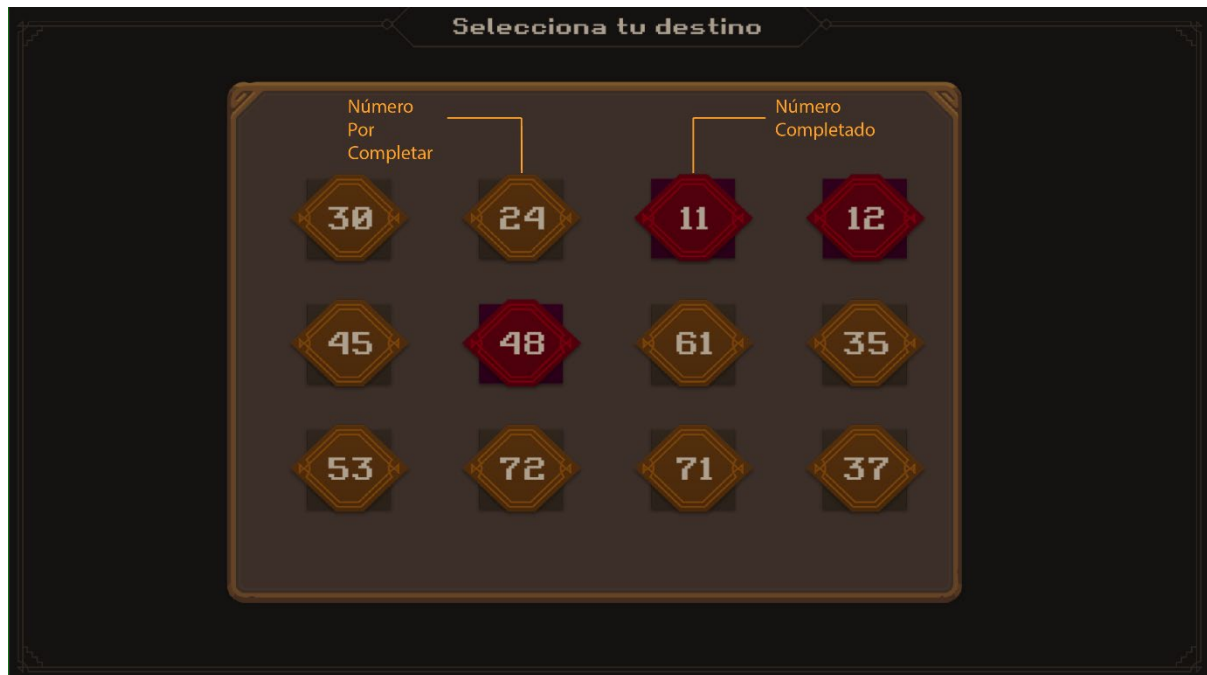 Selecciona tu destino
Número
Por
Completar
Número
Completado
30 24 11 12
45 48 61 35
53 72 71 37